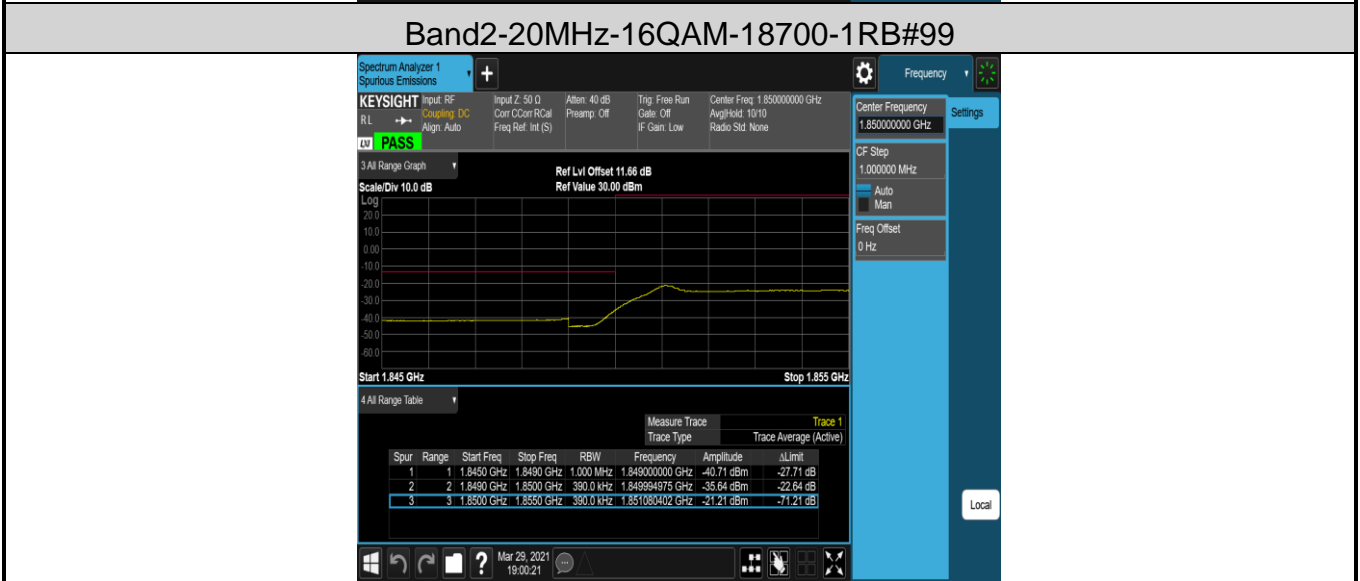 Band2-20MHz-16QAM-18700-1RB#99
Spectrum Analyzer 1
Spurious Emissions
+
Frequency
KEYSIGHT
RL
LXI
PASS
Input: RF
Coupling: DC
Align: Auto
Input Z: 50 Ω
Corr CCorr RCal
Freq Ref: Int (S)
Atten: 40 dB
Preamp: Off
Trig: Free Run
Gate: Off
IF Gain: Low
Center Freq: 1.850000000 GHz
Avg|Hold: 10/10
Radio Std: None
Center Frequency
1.850000000 GHz
Settings
CF Step
1.000000 MHz
Auto
Man
Freq Offset
0 Hz
3 All Range Graph
Ref Lvl Offset 11.66 dB
Scale/Div 10.0 dB
Ref Value 30.00 dBm
Log
20.0
10.0
0.00
-10.0
-20.0
-30.0
-40.0
-50.0
-60.0
Start 1.845 GHz
Stop 1.855 GHz
4 All Range Table
Measure Trace Trace 1
Trace Type Trace Average (Active)
Spur Range Start Freq Stop Freq RBW Frequency Amplitude ΔLimit
1 1 1.8450 GHz 1.8490 GHz 1.000 MHz 1.849000000 GHz -40.71 dBm -27.71 dB
2 2 1.8490 GHz 1.8500 GHz 390.0 kHz 1.849994975 GHz -35.64 dBm -22.64 dB
3 3 1.8500 GHz 1.8550 GHz 390.0 kHz 1.851080402 GHz -21.21 dBm -71.21 dB
Local
?
Mar 29, 2021
19:00:21